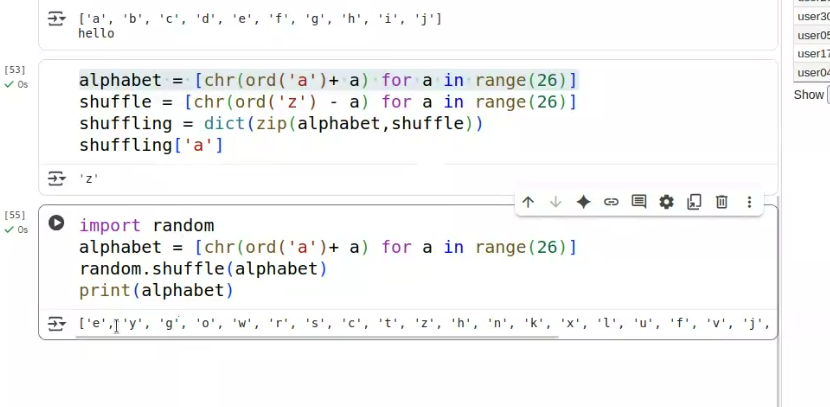 ['a', 'b', 'c', 'd', 'e', 'f', 'g', 'h', 'i', 'j']
hello
[53]
0s
alphabet = [chr(ord('a')+ a) for a in range(26)]
shuffle = [chr(ord('z') - a) for a in range(26)]
shuffling = dict(zip(alphabet,shuffle))
shuffling['a']
'z'
[55]
0s
import random
alphabet = [chr(ord('a')+ a) for a in range(26)]
random.shuffle(alphabet)
print(alphabet)
['e', 'y', 'g', 'o', 'w', 'r', 's', 'c', 't', 'z', 'h', 'n', 'k', 'x', 'l', 'u', 'f', 'v', 'j',
user30
user05
user17
user04
Show